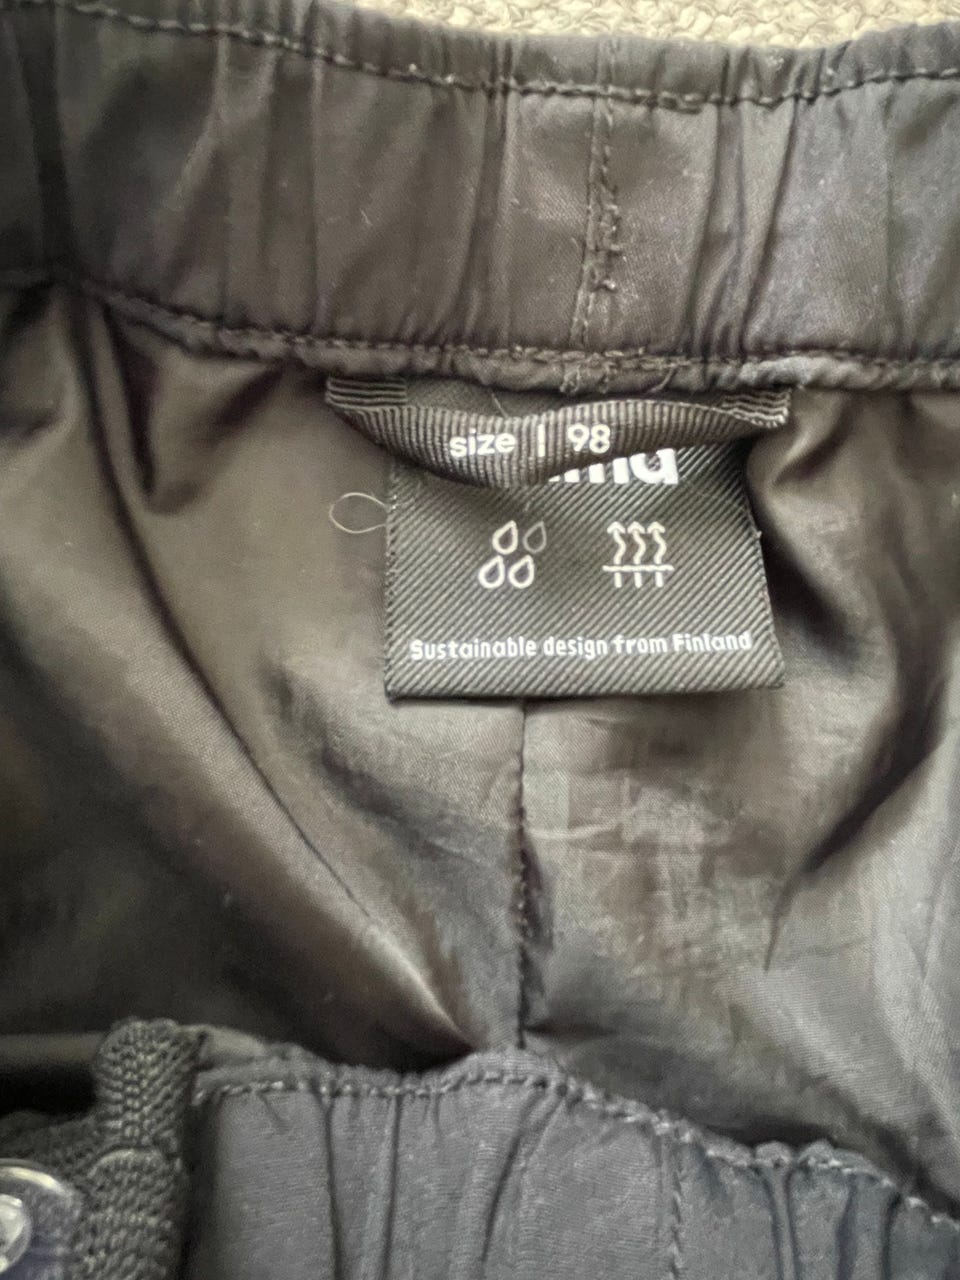 size | 98
Sustainable design from Finland